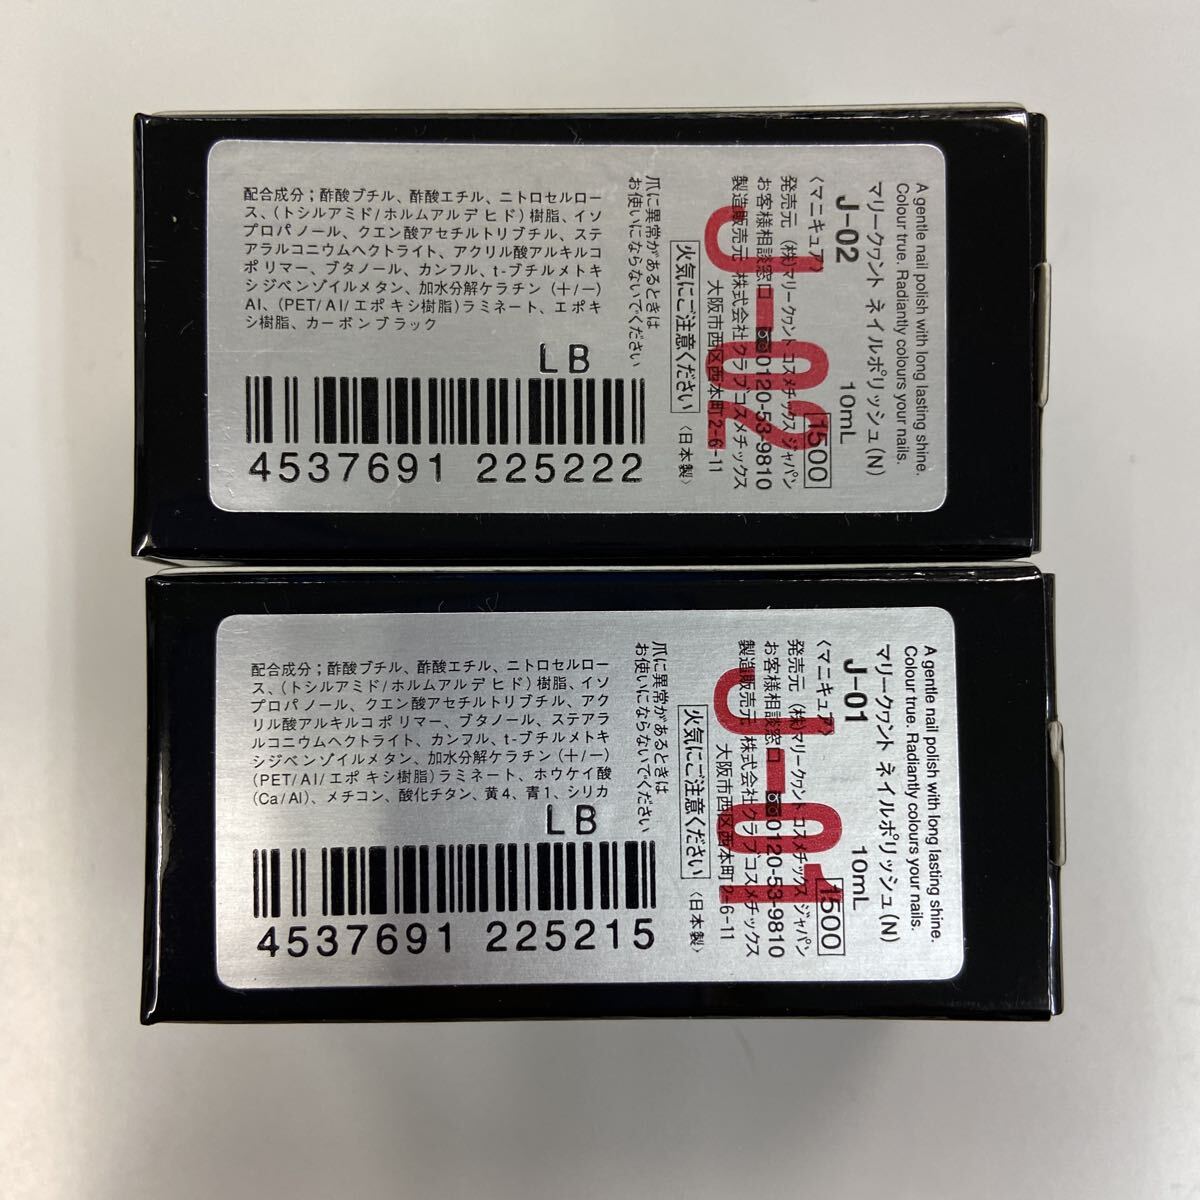 A gentle nail polish with long lasting shine.
Colour true. Radiantly colours your nails.
マリークヮント ネイルポリッシュ(N)
J-02 10mL
〈マニキュア〉 1500
発売元 (株)マリークヮント コスメチックス ジャパン
お客様相談窓口 ☎0120-53-9810
製造販売元 株式会社クラブコスメチックス
大阪市西区西本町2-6-11
火気にご注意ください 〈日本製〉
爪に異常があるときは
お使いにならないでください
J-02
配合成分;酢酸ブチル、酢酸エチル、ニトロセルロー
ス、(トシルアミド/ホルムアルデヒド)樹脂、イソ
プロパノール、クエン酸アセチルトリブチル、ステ
アラルコニウムヘクトライト、アクリル酸アルキルコ
ポリマー、ブタノール、カンフル、t-ブチルメトキ
シジベンゾイルメタン、加水分解ケラチン(+/-)
Al、(PET/Al/エポキシ樹脂)ラミネート、エポキ
シ樹脂、カーボンブラック
LB
4537691 225222
A gentle nail polish with long lasting shine.
Colour true. Radiantly colours your nails.
マリークヮント ネイルポリッシュ(N)
J-01 10mL
〈マニキュア〉 1500
発売元 (株)マリークヮント コスメチックス ジャパン
お客様相談窓口 ☎0120-53-9810
製造販売元 株式会社クラブコスメチックス
大阪市西区西本町2-6-11
火気にご注意ください 〈日本製〉
爪に異常があるときは
お使いにならないでください
J-01
配合成分;酢酸ブチル、酢酸エチル、ニトロセルロー
ス、(トシルアミド/ホルムアルデヒド)樹脂、イソ
プロパノール、クエン酸アセチルトリブチル、アク
リル酸アルキルコポリマー、ブタノール、ステアラ
ルコニウムヘクトライト、カンフル、t-ブチルメトキ
シジベンゾイルメタン、加水分解ケラチン(+/-)
(PET/Al/エポキシ樹脂)ラミネート、ホウケイ酸
(Ca/Al)、メチコン、酸化チタン、黄4、青1、シリカ
LB
4537691 225215